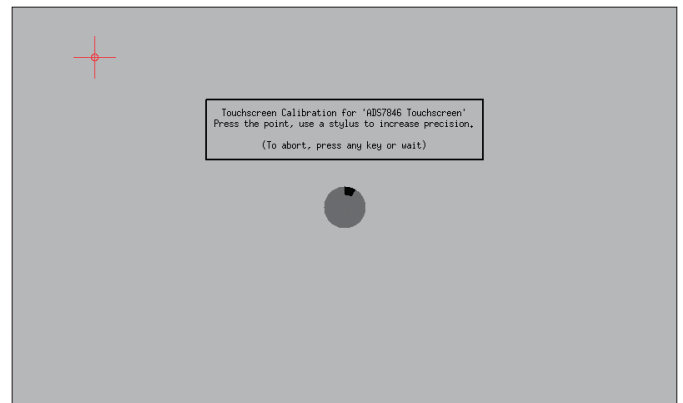 Touchscreen Calibration for 'ADS7846 Touchscreen'
Press the point, use a stylus to increase precision.
(To abort, press any key or wait)